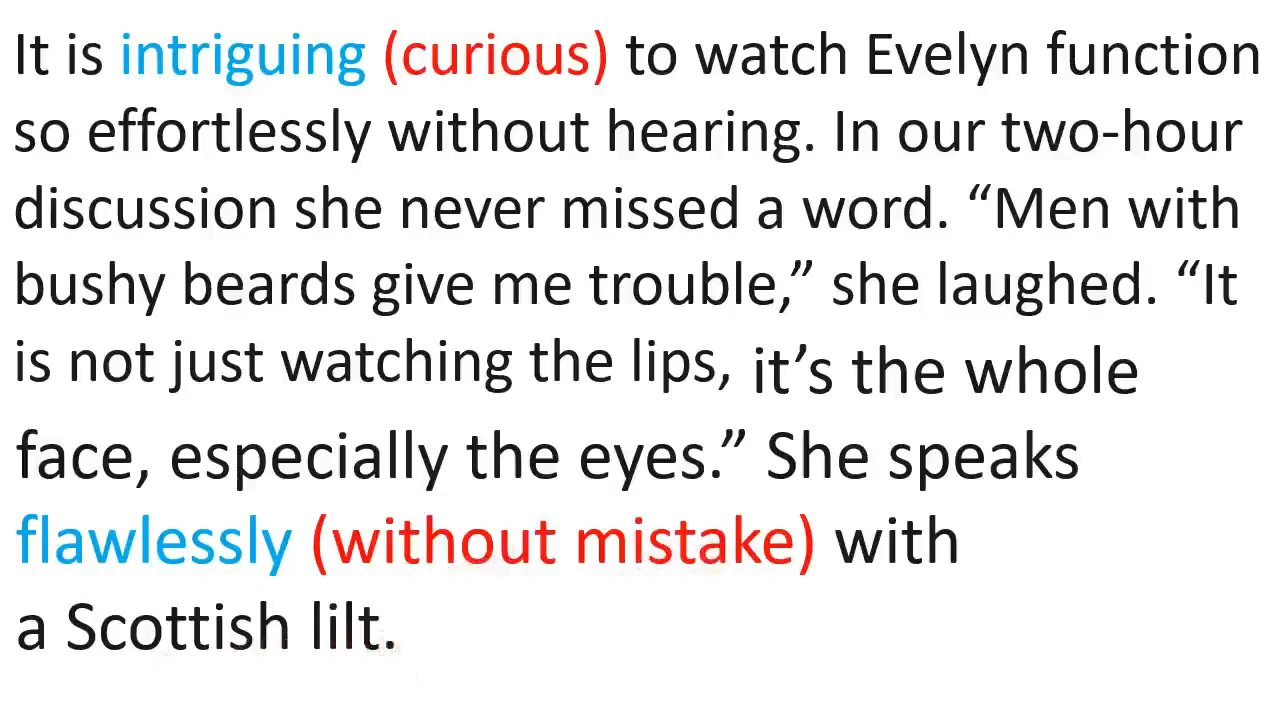 It is intriguing (curious) to watch Evelyn function
so effortlessly without hearing. In our two-hour
discussion she never missed a word. “Men with
bushy beards give me trouble,” she laughed. “It
is not just watching the lips, it’s the whole
face, especially the eyes.” She speaks
flawlessly (without mistake) with
a Scottish lilt.